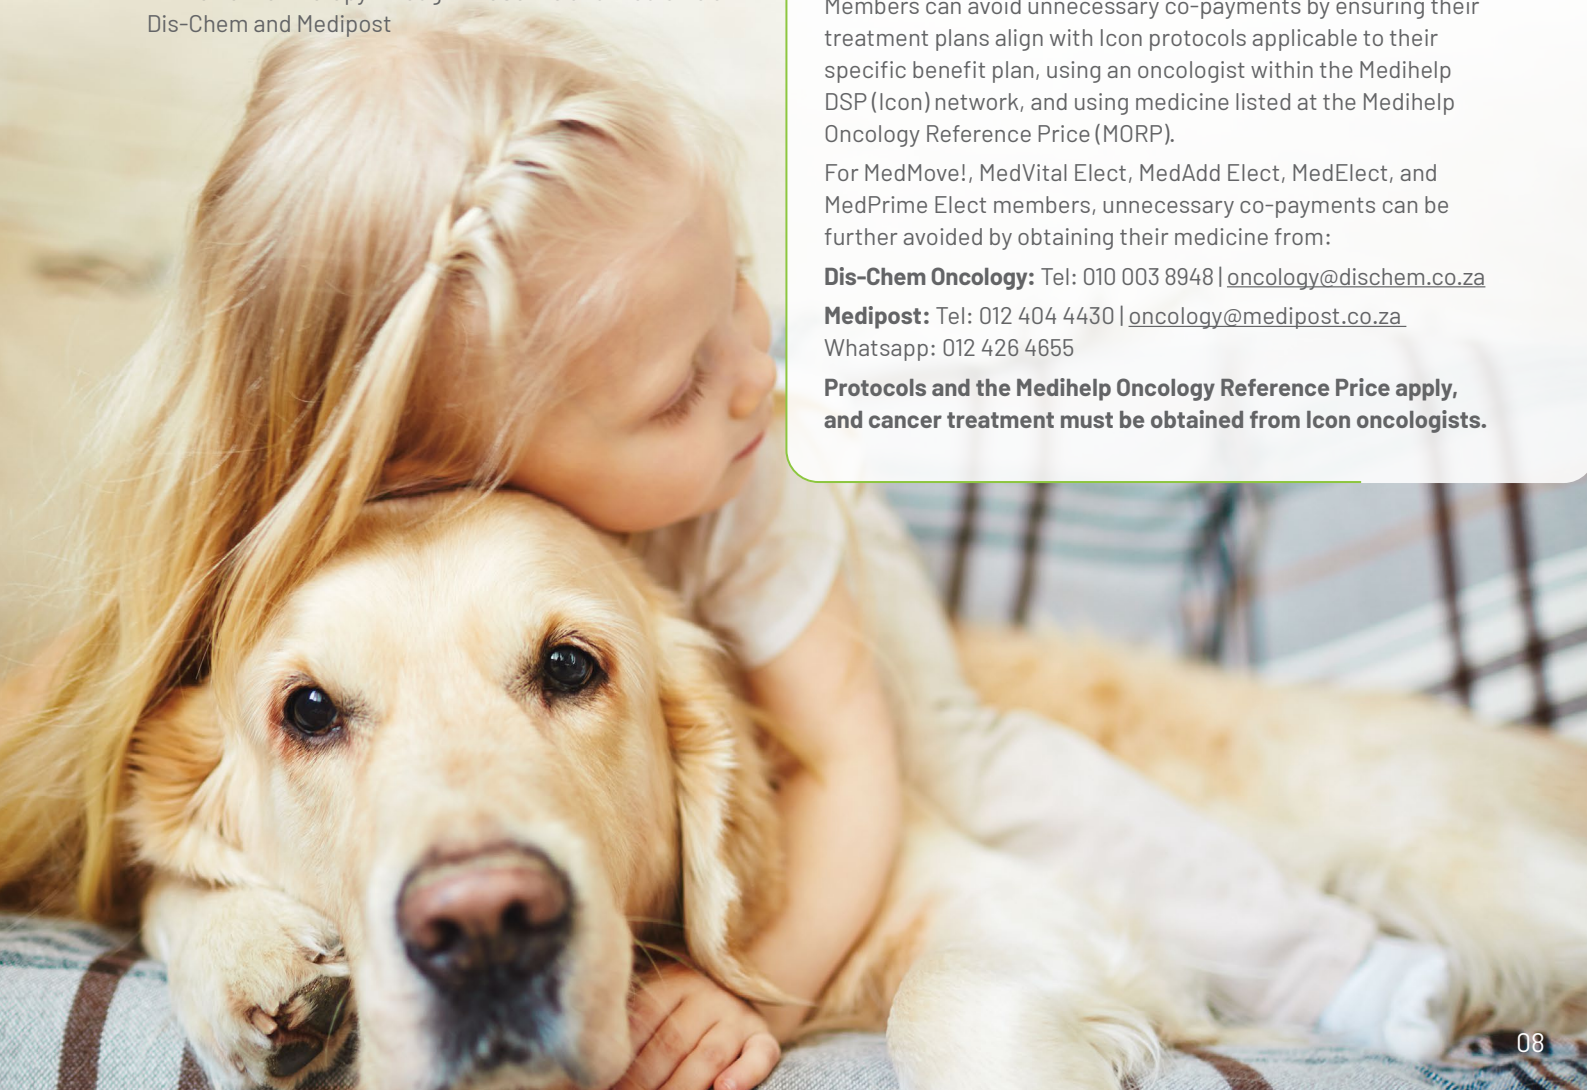 Dis-Chem and Medipost
Members can avoid unnecessary co-payments by ensuring their
treatment plans align with Icon protocols applicable to their
specific benefit plan, using an oncologist within the Medihelp
DSP (Icon) network, and using medicine listed at the Medihelp
Oncology Reference Price (MORP).
For MedMove!, MedVital Elect, MedAdd Elect, MedElect, and
MedPrime Elect members, unnecessary co-payments can be
further avoided by obtaining their medicine from:
Dis-Chem Oncology: Tel: 010 003 8948 | oncology@dischem.co.za
Medipost: Tel: 012 404 4430 | oncology@medipost.co.za
Whatsapp: 012 426 4655
Protocols and the Medihelp Oncology Reference Price apply,
and cancer treatment must be obtained from Icon oncologists.
08